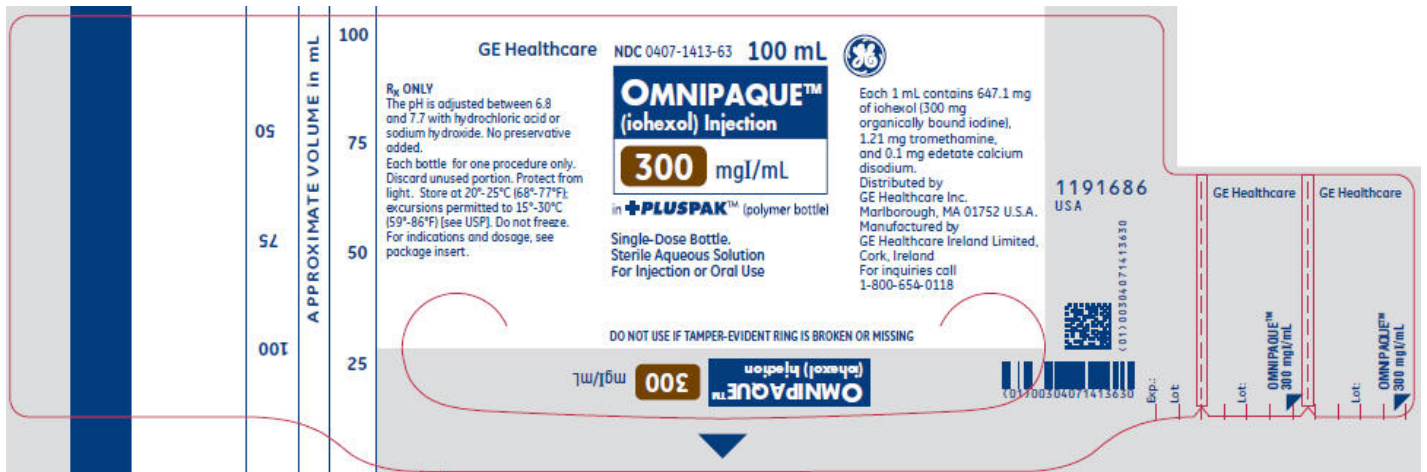 50
75
100
APPROXIMATE VOLUME in mL
100
75
50
25
GE Healthcare
NDC 0407-1413-63 100 mL
GE
Rx ONLY
The pH is adjusted between 6.8
and 7.7 with hydrochloric acid or
sodium hydroxide. No preservative
added.
Each bottle for one procedure only.
Discard unused portion. Protect from
light. Store at 20°-25°C (68°-77°F);
excursions permitted to 15°-30°C
(59°-86°F) [see USP]. Do not freeze.
For indications and dosage, see
package insert.
OMNIPAQUE™
(iohexol) Injection
300 mgI/mL
in PLUSPAK™ (polymer bottle)
Single-Dose Bottle.
Sterile Aqueous Solution
For Injection or Oral Use
Each 1 mL contains 647.1 mg
of iohexol (300 mg
organically bound iodine),
1.21 mg tromethamine,
and 0.1 mg edetate calcium
disodium.
Distributed by
GE Healthcare Inc.
Marlborough, MA 01752 U.S.A.
Manufactured by
GE Healthcare Ireland Limited,
Cork, Ireland
For inquiries call
1-800-654-0118
DO NOT USE IF TAMPER-EVIDENT RING IS BROKEN OR MISSING
OMNIPAQUE™
(iohexol) Injection
300 mgI/mL
1191686
USA
(01)00304071413630
(01)00304071413630
Exp.:
Lot:
GE Healthcare
Lot:
OMNIPAQUE™
300 mgI/mL
GE Healthcare
Lot:
OMNIPAQUE™
300 mgI/mL